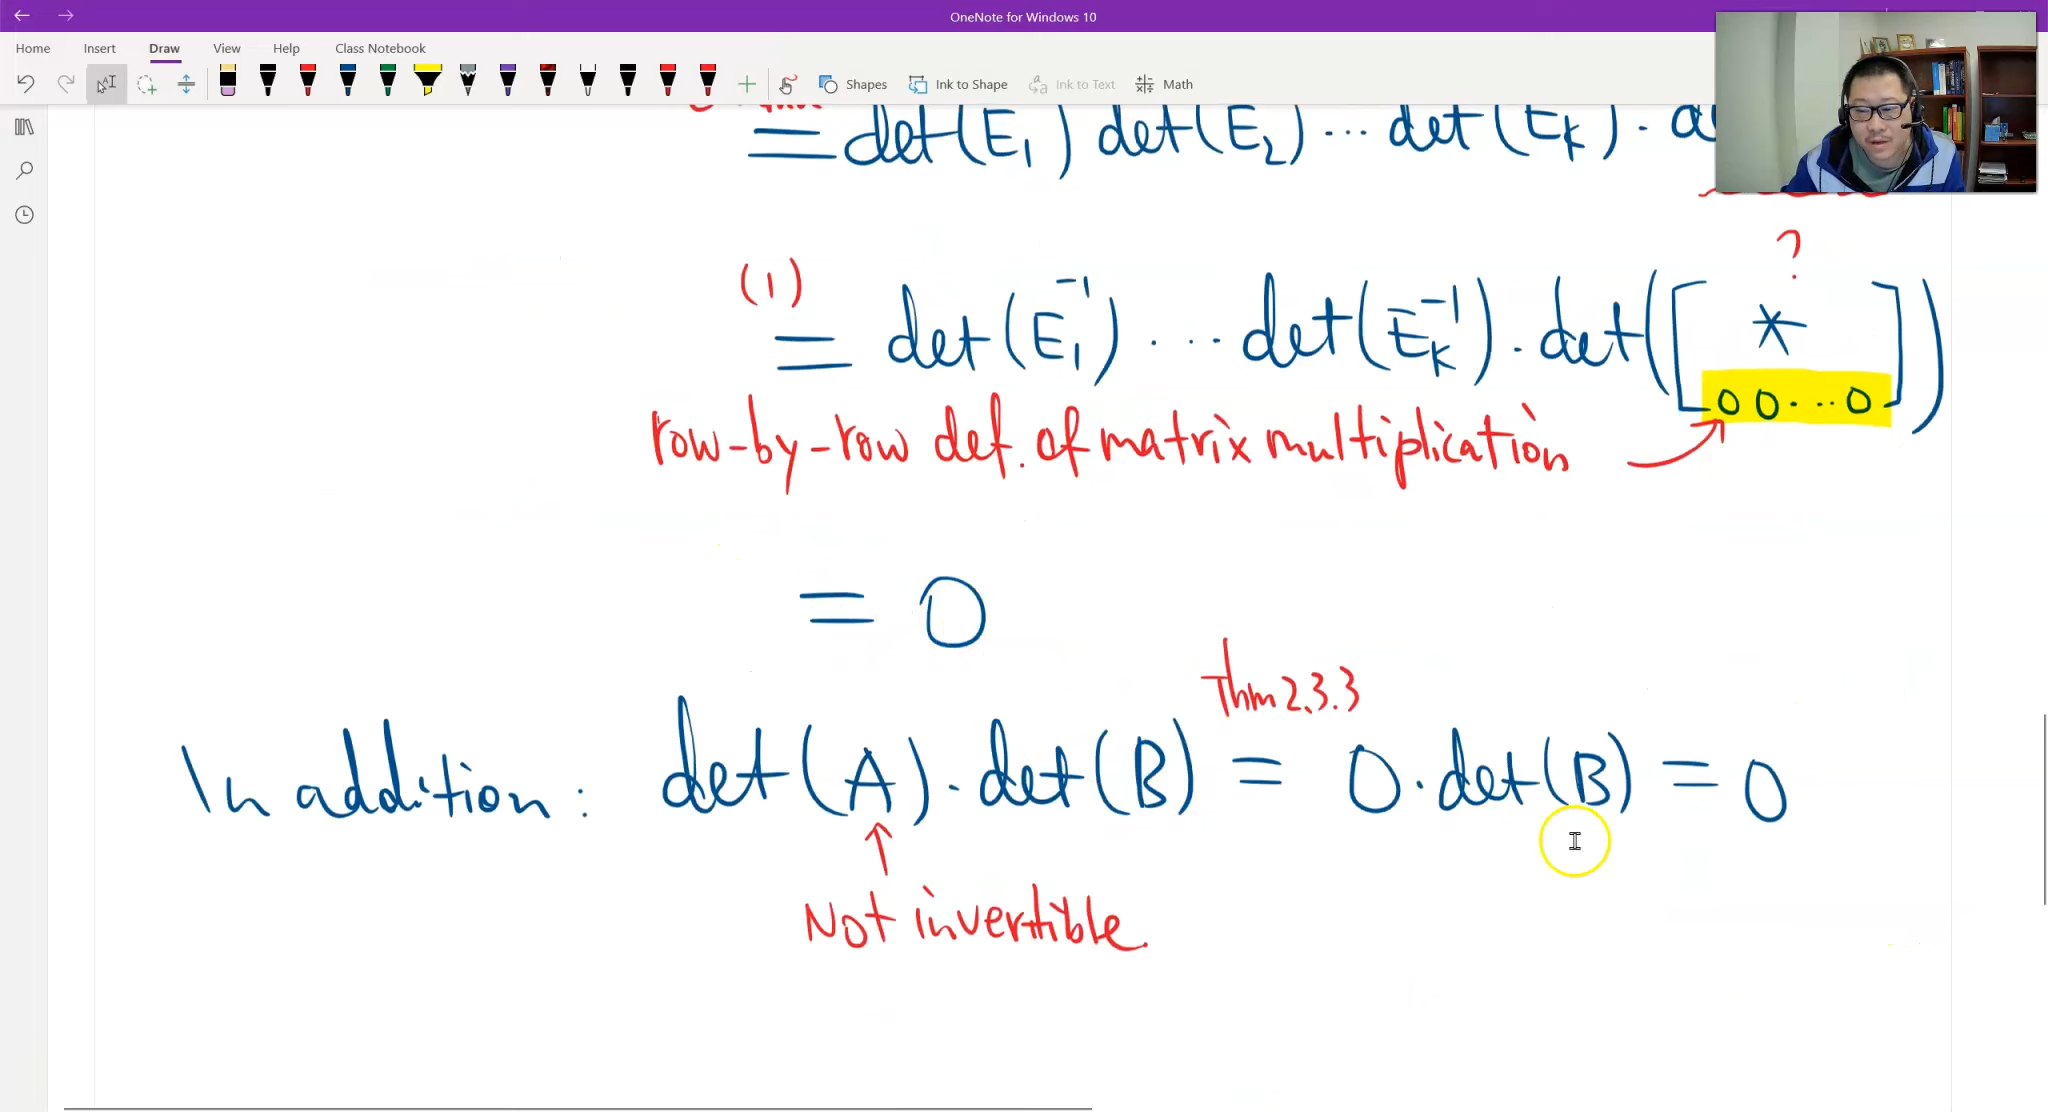 OneNote for Windows 10
Home Insert Draw View Help Class Notebook
Shapes Ink to Shape Ink to Text Math
= det(E₁) det(E₂) ... det(Eₖ) ·
?
(1) = det(E₁⁻¹) ... det(Eₖ⁻¹) · det([ * ])
0 0 ... 0
row-by-row def. of matrix multiplication
= 0
Thm 2.3.3
In addition: det(A) · det(B) = 0 · det(B) = 0
Not invertible.